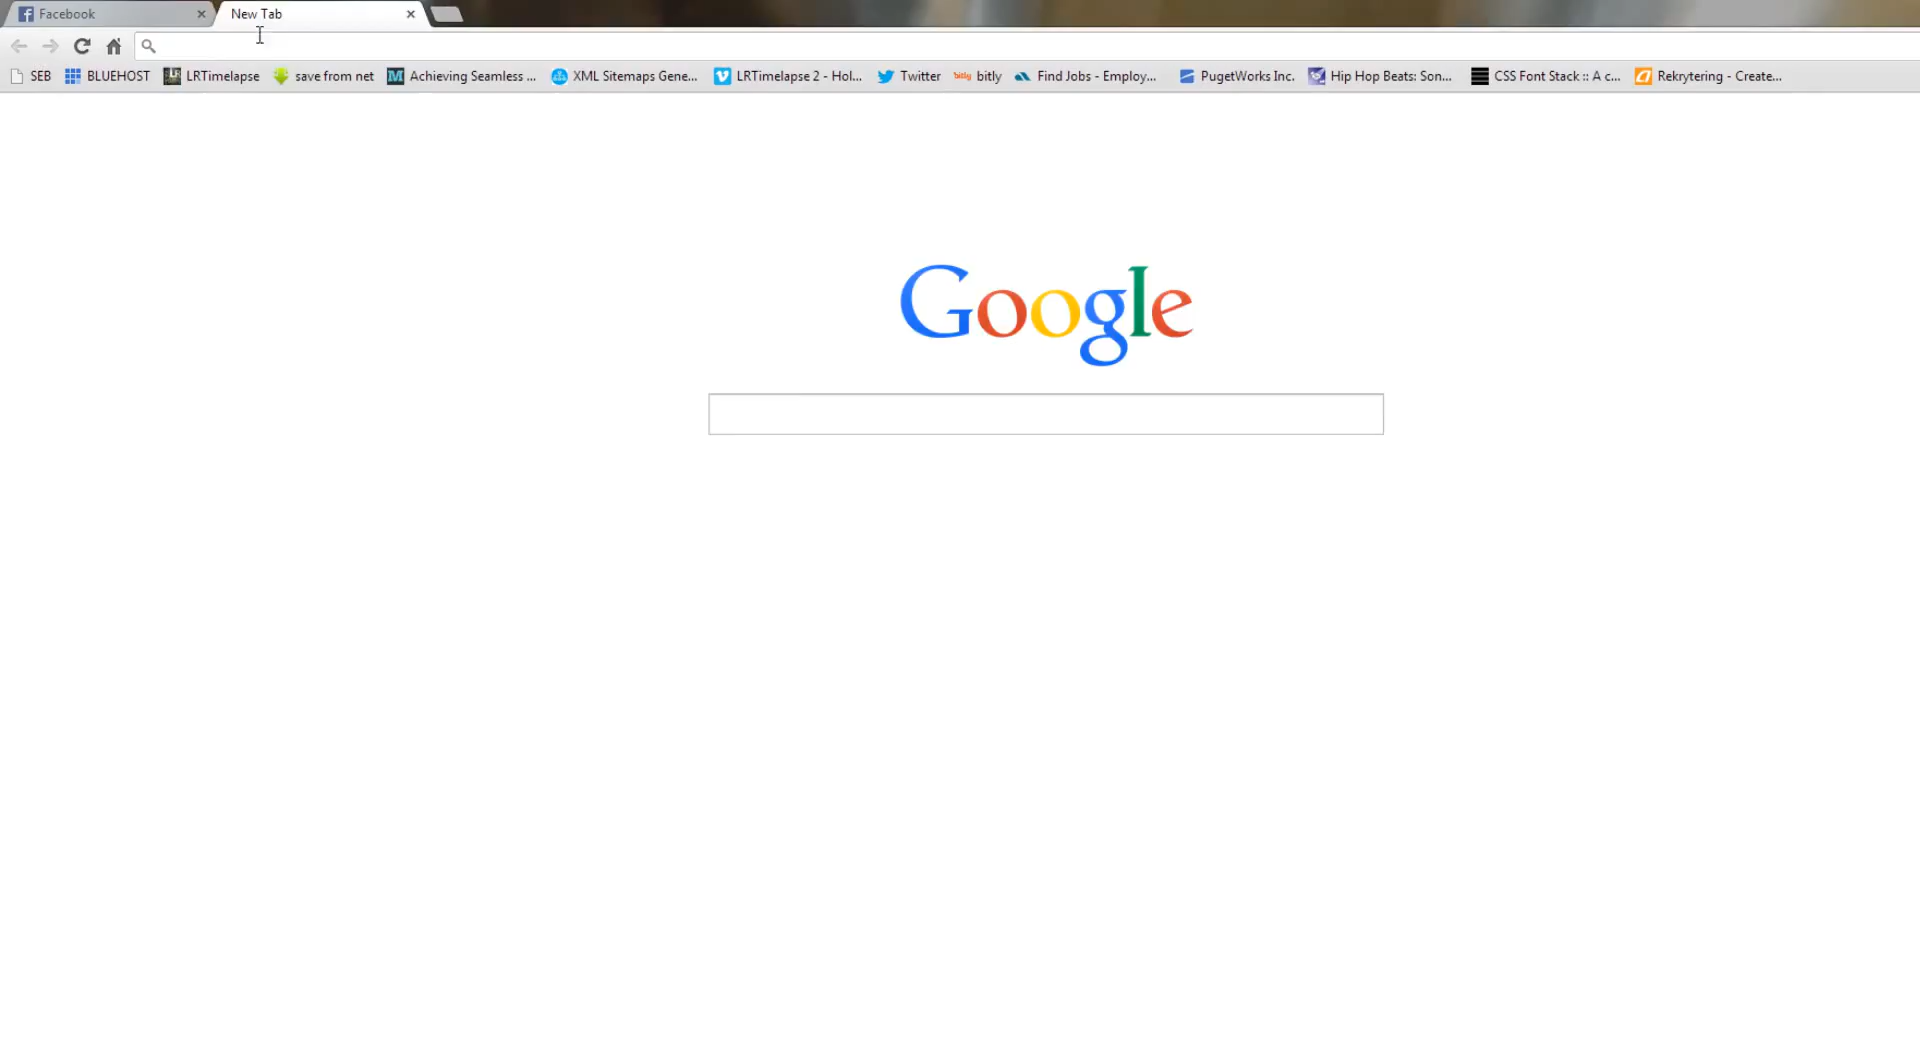 Facebook
New Tab
SEB BLUEHOST LRTimelapse save from net Achieving Seamless ... XML Sitemaps Gene... LRTimelapse 2 - Hol... Twitter bitly Find Jobs - Employ... PugetWorks Inc. Hip Hop Beats: Son... CSS Font Stack :: A c... Rekrytering - Create...
Google